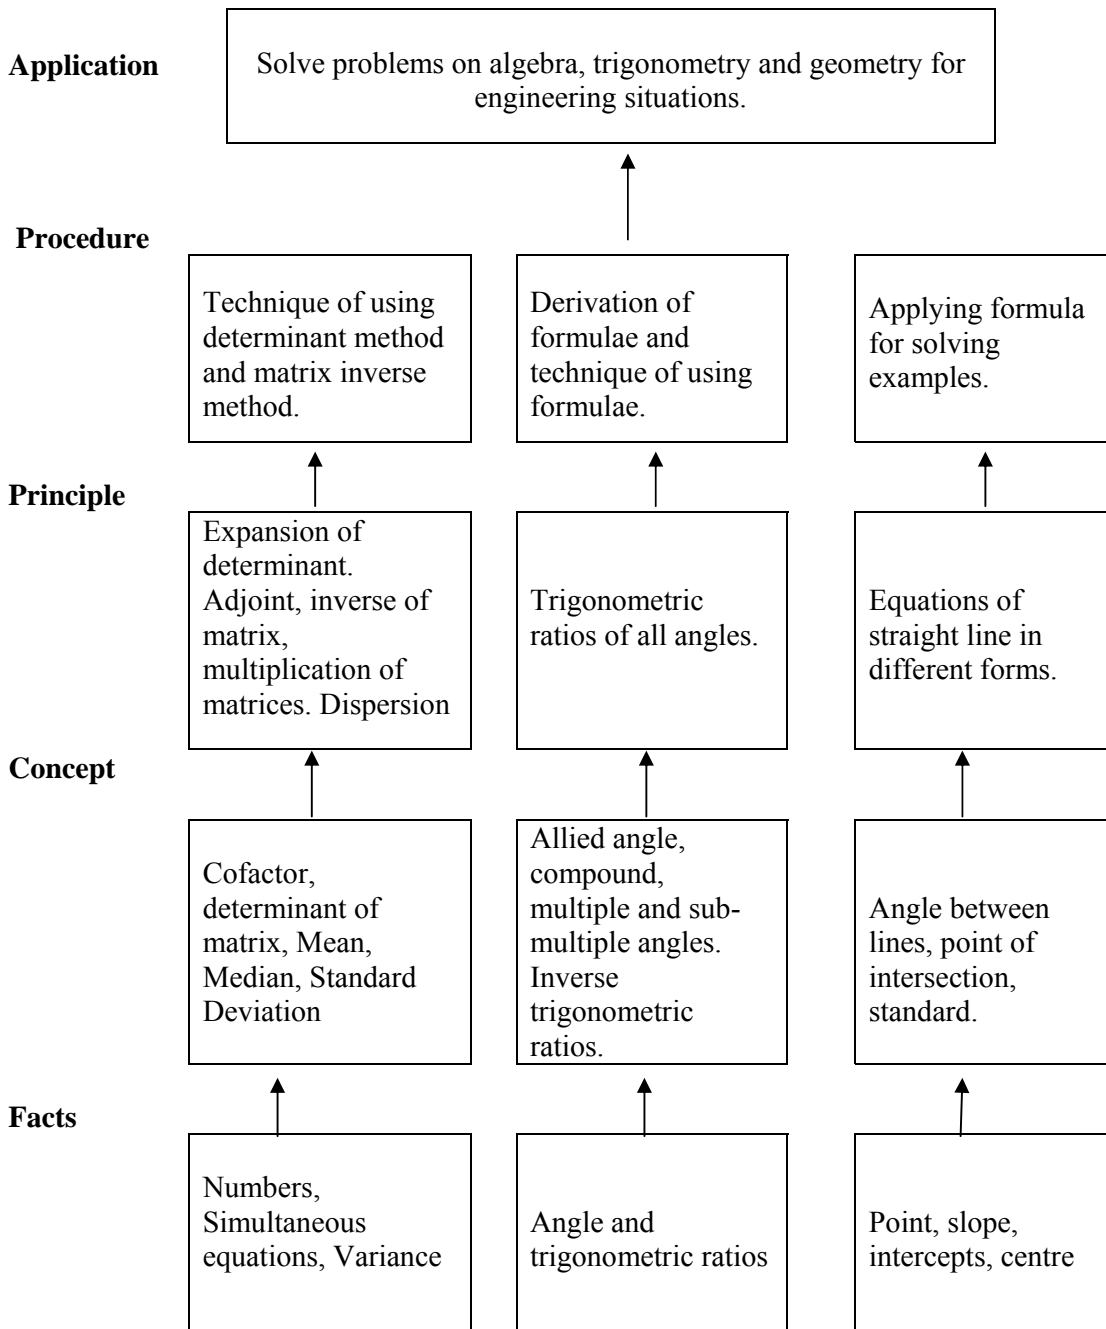 Application
Solve problems on algebra, trigonometry and geometry for
engineering situations.
Procedure
Technique of using
determinant method
and matrix inverse
method.
Derivation of
formulae and
technique of using
formulae.
Applying formula
for solving
examples.
Principle
Expansion of
determinant.
Adjoint, inverse of
matrix,
multiplication of
matrices. Dispersion
Trigonometric
ratios of all angles.
Equations of
straight line in
different forms.
Concept
Cofactor,
determinant of
matrix, Mean,
Median, Standard
Deviation
Allied angle,
compound,
multiple and sub-
multiple angles.
Inverse
trigonometric
ratios.
Angle between
lines, point of
intersection,
standard.
Facts
Numbers,
Simultaneous
equations, Variance
Angle and
trigonometric ratios
Point, slope,
intercepts, centre